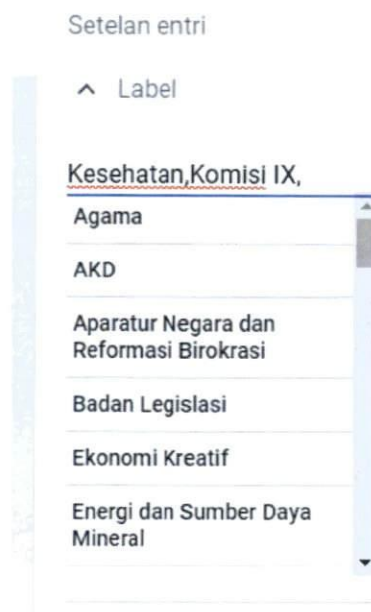 Setelan entri
Label
Kesehatan,Komisi IX,
Agama
AKD
Aparatur Negara dan
Reformasi Birokrasi
Badan Legislasi
Ekonomi Kreatif
Energi dan Sumber Daya
Mineral